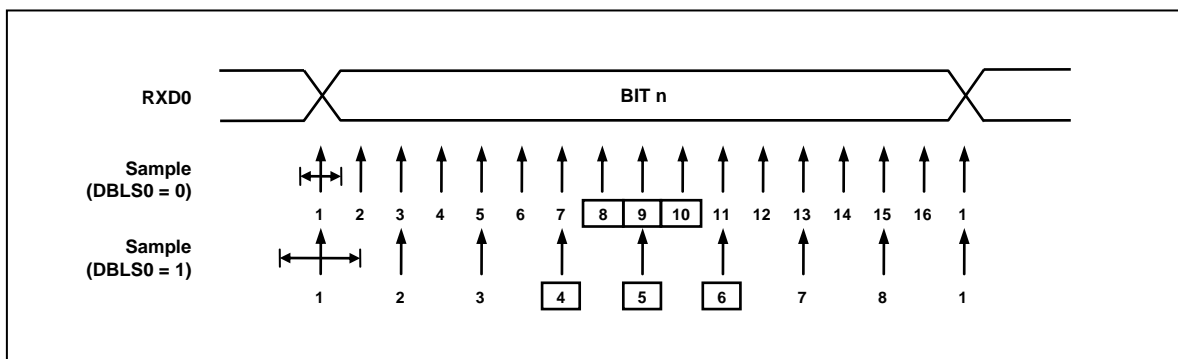 RXD0 BIT n
Sample
(DBLS0 = 0)
1 2 3 4 5 6 7 8 9 10 11 12 13 14 15 16 1
Sample
(DBLS0 = 1)
1 2 3 4 5 6 7 8 1